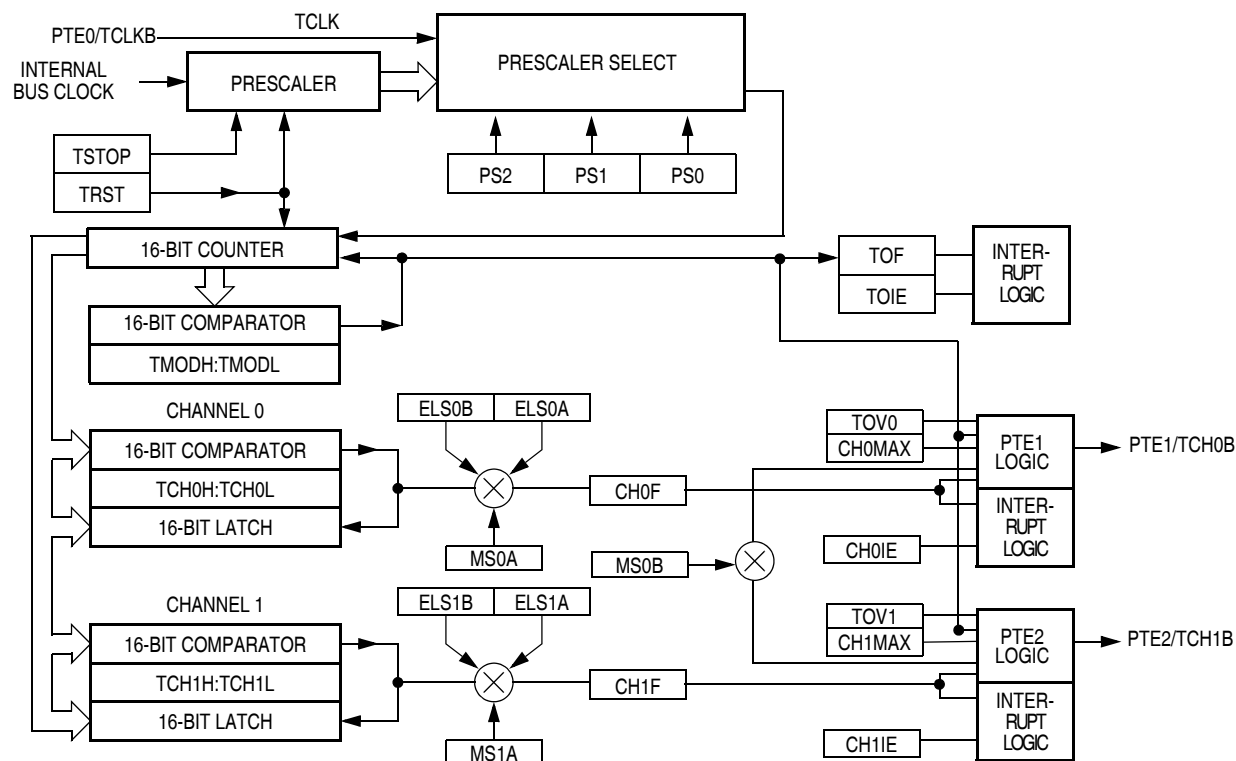 TCLK
PTE0/TCLKB
PRESCALER SELECT
INTERNAL
BUS CLOCK
PRESCALER
TSTOP
TRST
PS2
PS1
PS0
16-BIT COUNTER
TOF
TOIE
INTER-
RUPT
LOGIC
16-BIT COMPARATOR
TMODH:TMODL
CHANNEL 0
ELS0B
ELS0A
TOV0
CH0MAX
PTE1
LOGIC
PTE1/TCH0B
16-BIT COMPARATOR
TCH0H:TCH0L
16-BIT LATCH
CH0F
INTER-
RUPT
LOGIC
MS0A
MS0B
CH0IE
CHANNEL 1
ELS1B
ELS1A
TOV1
CH1MAX
PTE2
LOGIC
PTE2/TCH1B
16-BIT COMPARATOR
TCH1H:TCH1L
16-BIT LATCH
CH1F
INTER-
RUPT
LOGIC
MS1A
CH1IE